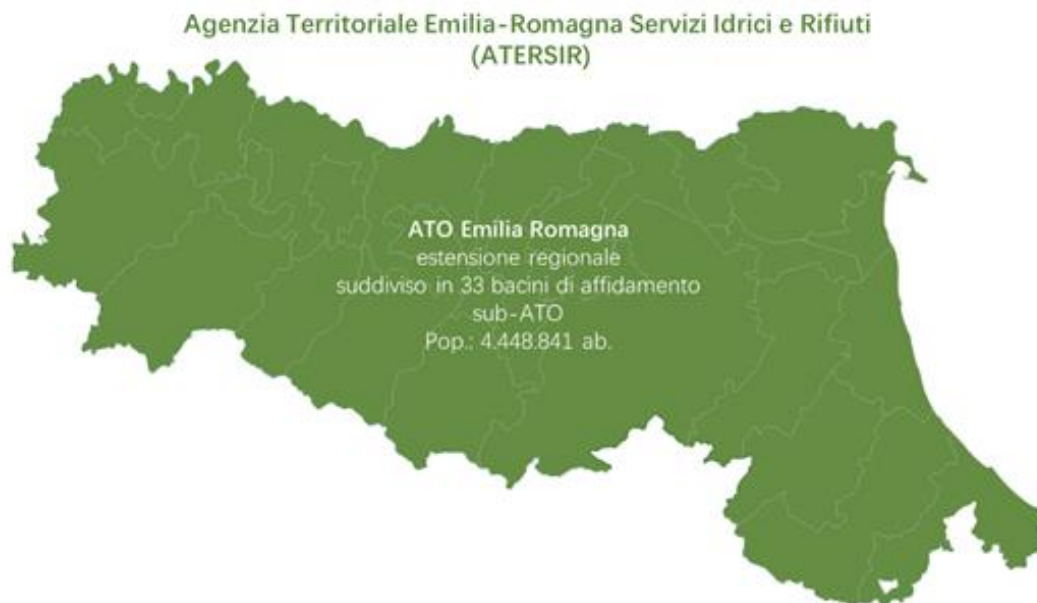 Agenzia Territoriale Emilia-Romagna Servizi Idrici e Rifiuti
(ATERSIR)
ATO Emilia Romagna
estensione regionale
suddiviso in 33 bacini di affidamento
sub-ATO
Pop.: 4.448.841 ab.